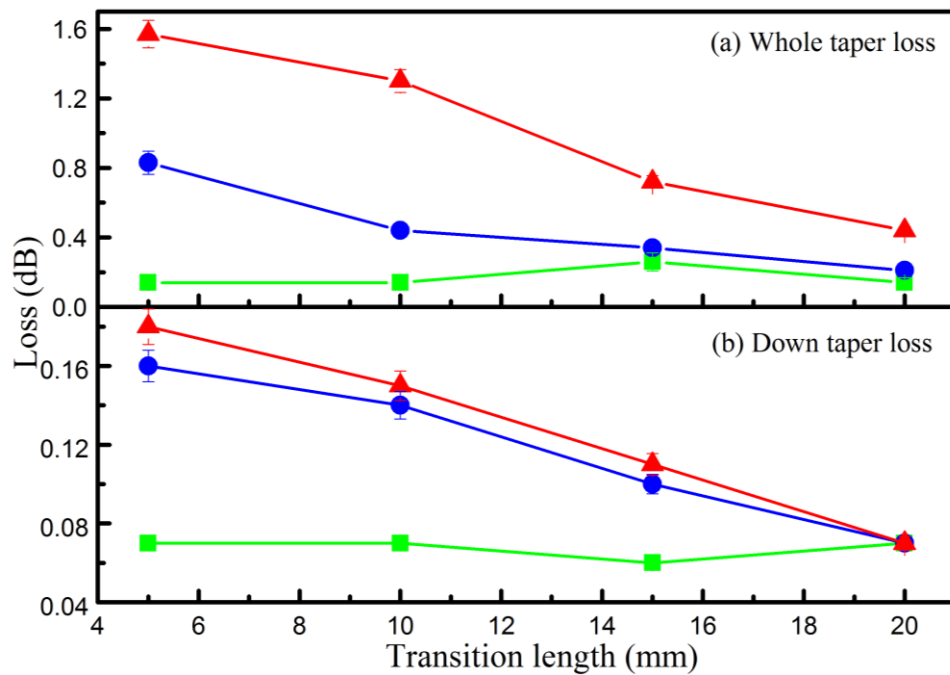 1.6
(a) Whole taper loss
1.2
0.8
0.4
0.0
Loss (dB)
(b) Down taper loss
0.16
0.12
0.08
0.04
4 6 8 10 12 14 16 18 20
Transition length (mm)